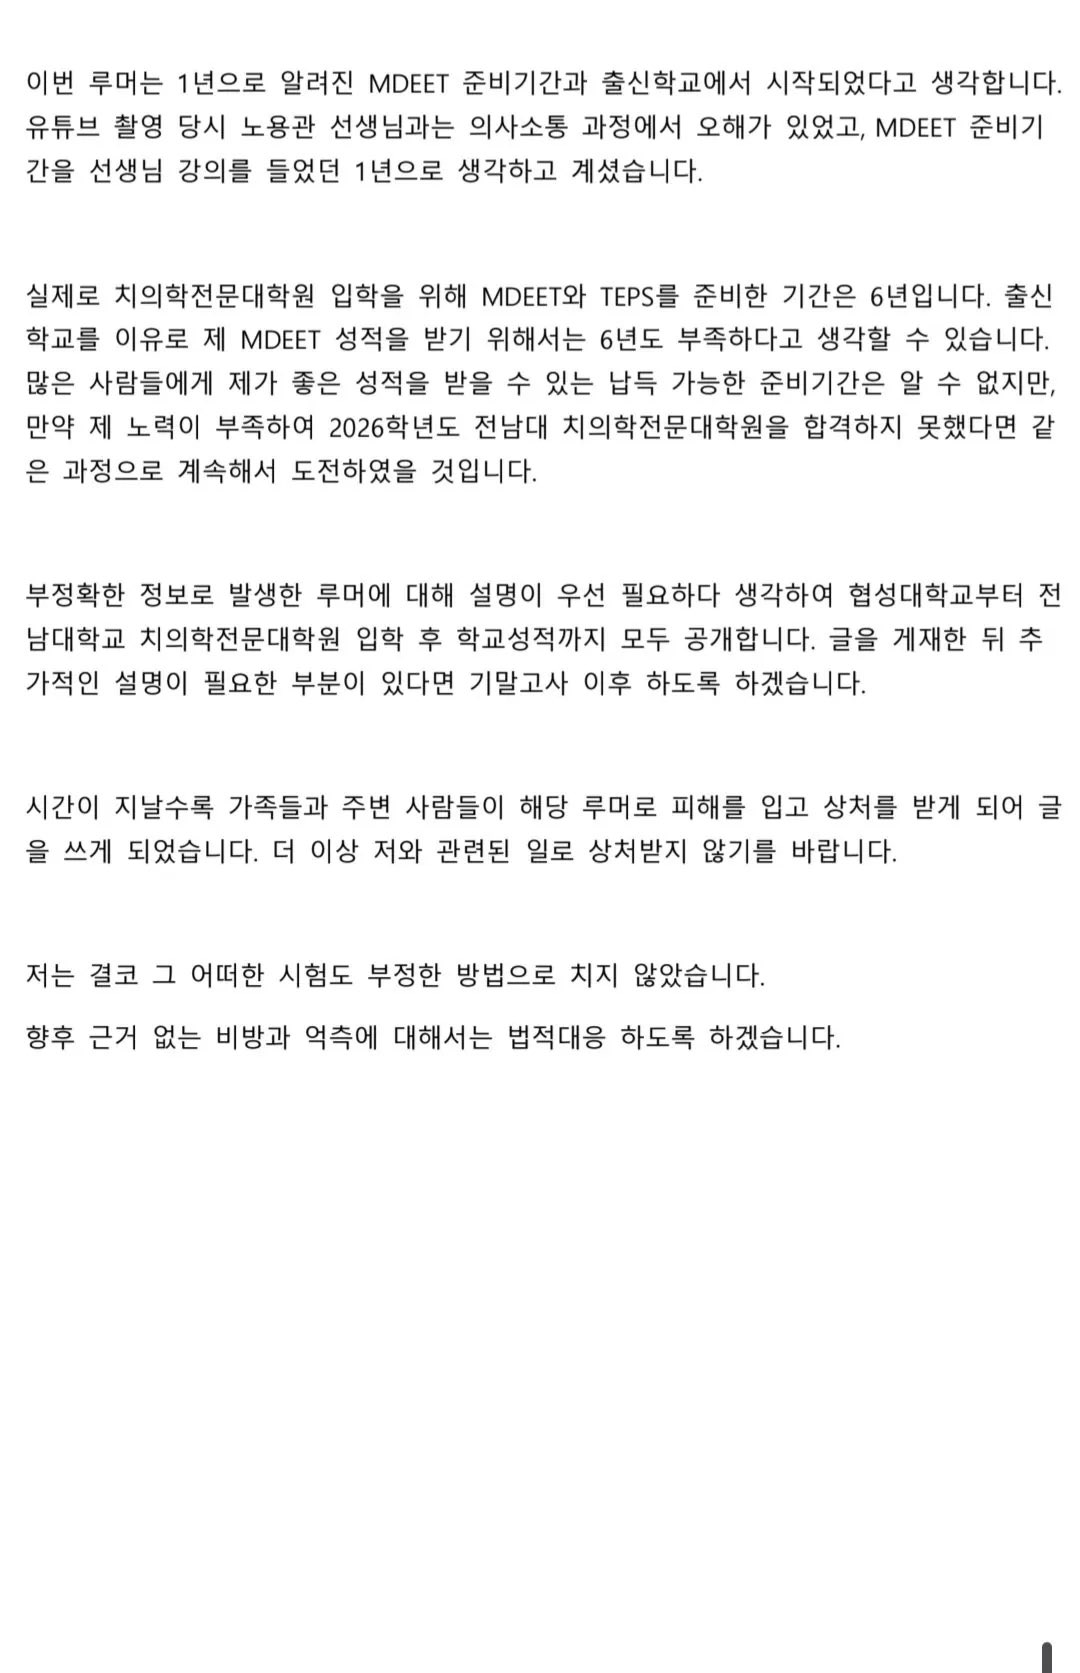 이번 루머는 1년으로 알려진 MDEET 준비기간과 출신학교에서 시작되었다고 생각합니다.
유튜브 촬영 당시 노용관 선생님과는 의사소통 과정에서 오해가 있었고, MDEET 준비기
간을 선생님 강의를 들었던 1년으로 생각하고 계셨습니다.
실제로 치의학전문대학원 입학을 위해 MDEET와 TEPS를 준비한 기간은 6년입니다. 출신
학교를 이유로 제 MDEET 성적을 받기 위해서는 6년도 부족하다고 생각할 수 있습니다.
많은 사람들에게 제가 좋은 성적을 받을 수 있는 납득 가능한 준비기간은 알 수 없지만,
만약 제 노력이 부족하여 2026학년도 전남대 치의학전문대학원을 합격하지 못했다면 같
은 과정으로 계속해서 도전하였을 것입니다.
부정확한 정보로 발생한 루머에 대해 설명이 우선 필요하다 생각하여 협성대학교부터 전
남대학교 치의학전문대학원 입학 후 학교성적까지 모두 공개합니다. 글을 게재한 뒤 추
가적인 설명이 필요한 부분이 있다면 기말고사 이후 하도록 하겠습니다.
시간이 지날수록 가족들과 주변 사람들이 해당 루머로 피해를 입고 상처를 받게 되어 글
을 쓰게 되었습니다. 더 이상 저와 관련된 일로 상처받지 않기를 바랍니다.
저는 결코 그 어떠한 시험도 부정한 방법으로 치지 않았습니다.
향후 근거 없는 비방과 억측에 대해서는 법적대응 하도록 하겠습니다.